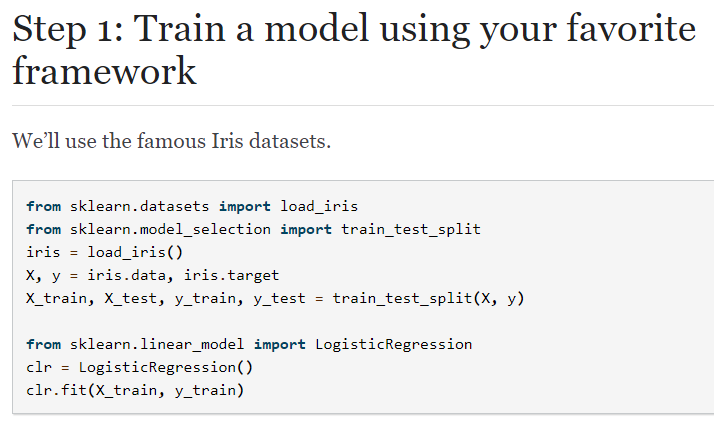 Step 1: Train a model using your favorite
framework
We’ll use the famous Iris datasets.
from sklearn.datasets import load_iris
from sklearn.model_selection import train_test_split
iris = load_iris()
X, y = iris.data, iris.target
X_train, X_test, y_train, y_test = train_test_split(X, y)
from sklearn.linear_model import LogisticRegression
clr = LogisticRegression()
clr.fit(X_train, y_train)